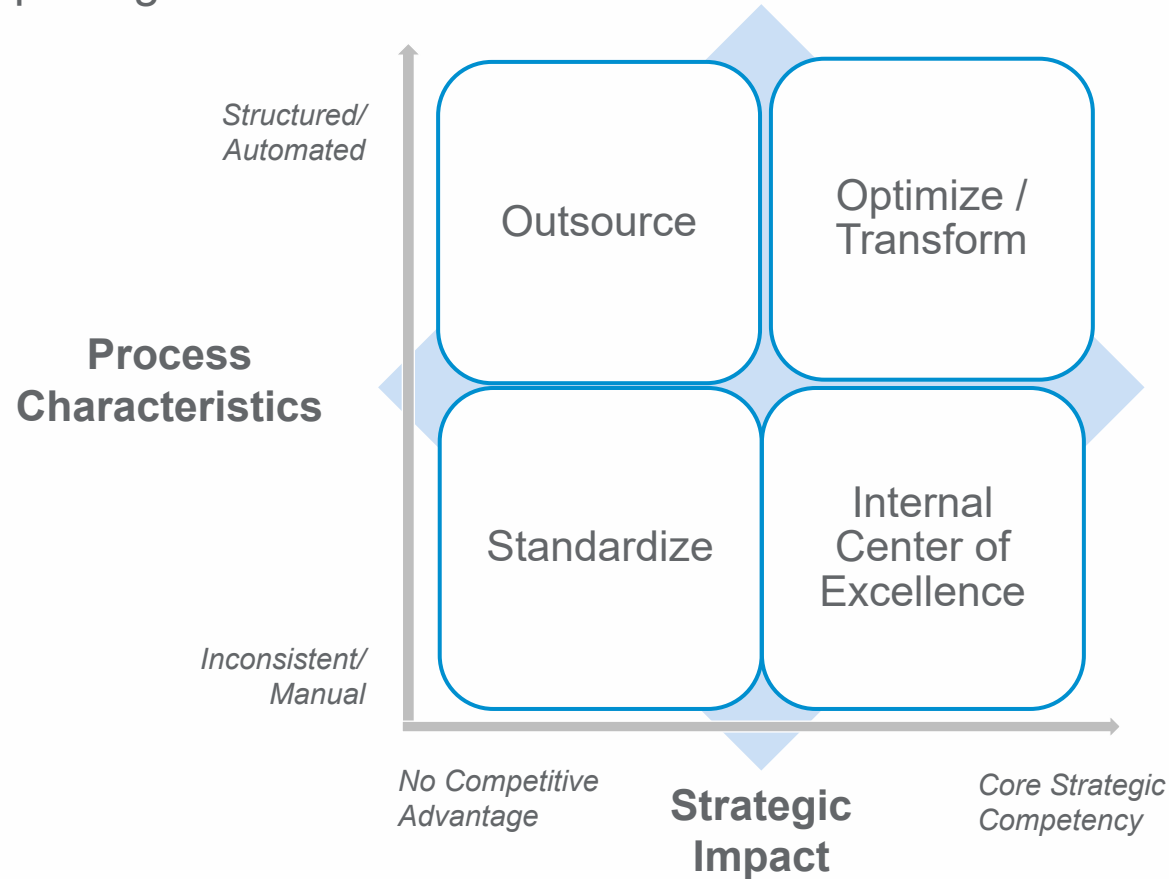 Structured/
Automated
Outsource
Optimize /
Transform
Process
Characteristics
Standardize
Internal
Center of
Excellence
Inconsistent/
Manual
No Competitive
Advantage
Strategic
Impact
Core Strategic
Competency